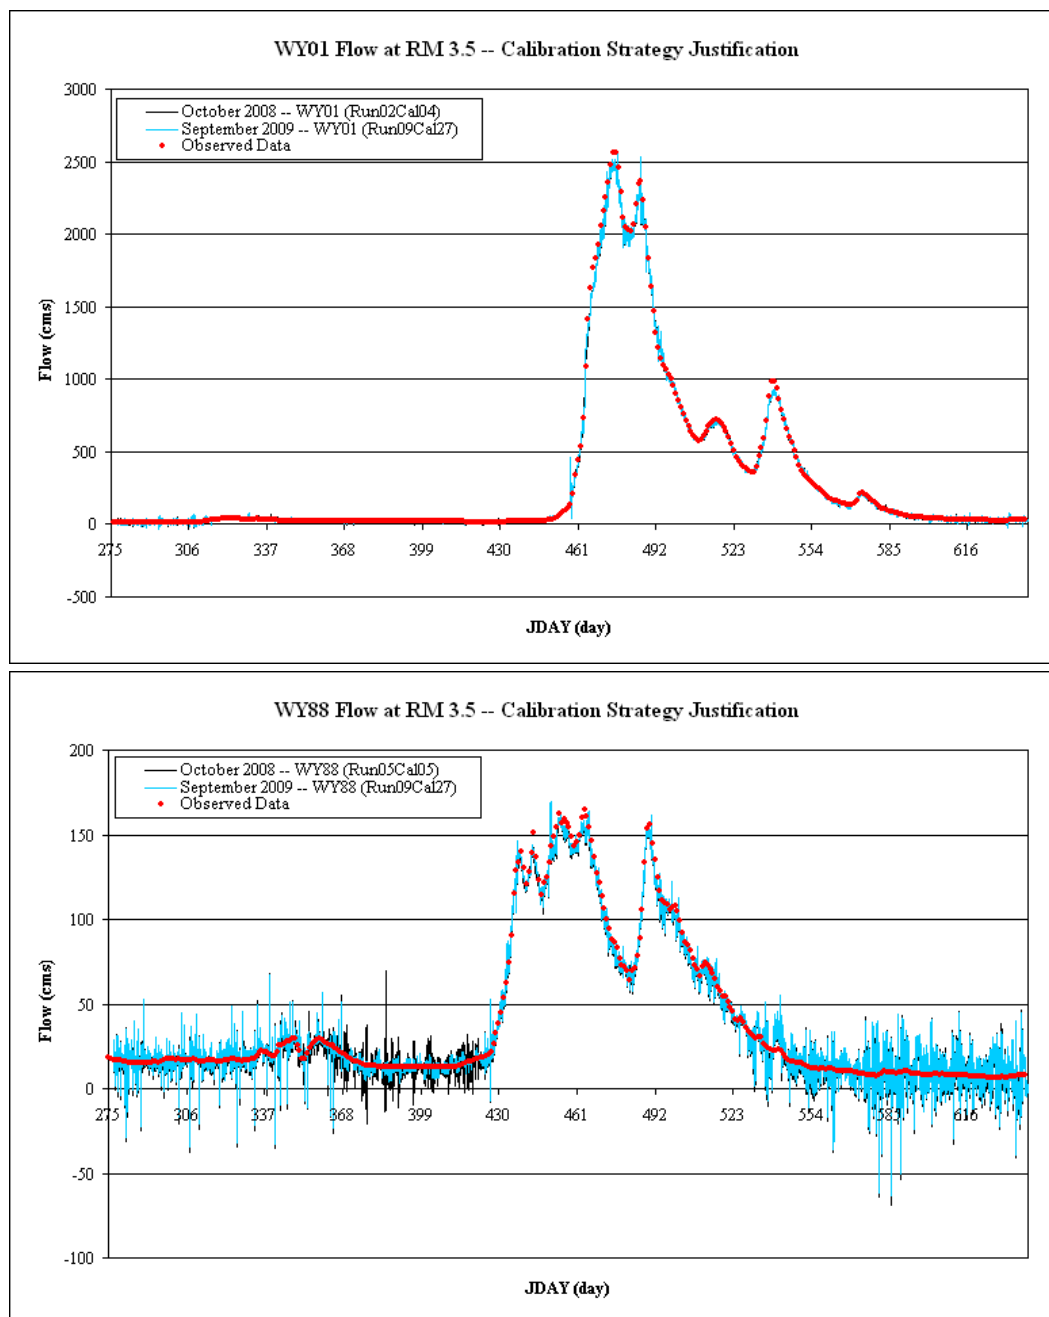 WY01 Flow at RM 3.5 -- Calibration Strategy Justification
3000
October 2008 -- WY01 (Run02Cal04)
September 2009 -- WY01 (Run09Cal27)
Observed Data
2500
2000
1500
Flow (cms)
1000
500
0
275 306 337 368 399 430 461 492 523 554 585 616
-500
JDAY (day)
WY88 Flow at RM 3.5 -- Calibration Strategy Justification
200
October 2008 -- WY88 (Run05Cal05)
September 2009 -- WY88 (Run09Cal27)
Observed Data
150
100
50
Flow (cms)
0
275 306 337 368 399 430 461 492 523 554 585 616
-50
-100
JDAY (day)